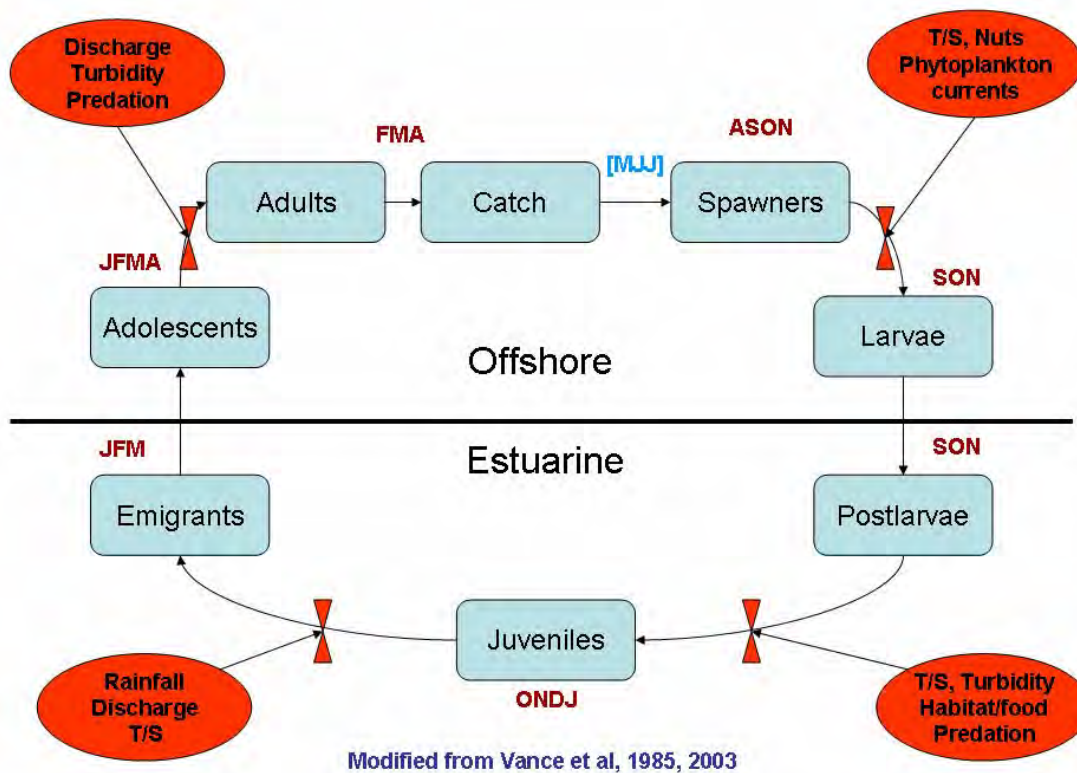 Discharge
Turbidity
Predation
T/S, Nuts
Phytoplankton
currents
FMA
ASON
[MJJ]
Adults
Catch
Spawners
JFMA
SON
Adolescents
Larvae
Offshore
JFM
Estuarine
SON
Emigrants
Postlarvae
Juveniles
ONDJ
Rainfall
Discharge
T/S
T/S, Turbidity
Habitat/food
Predation
Modified from Vance et al, 1985, 2003